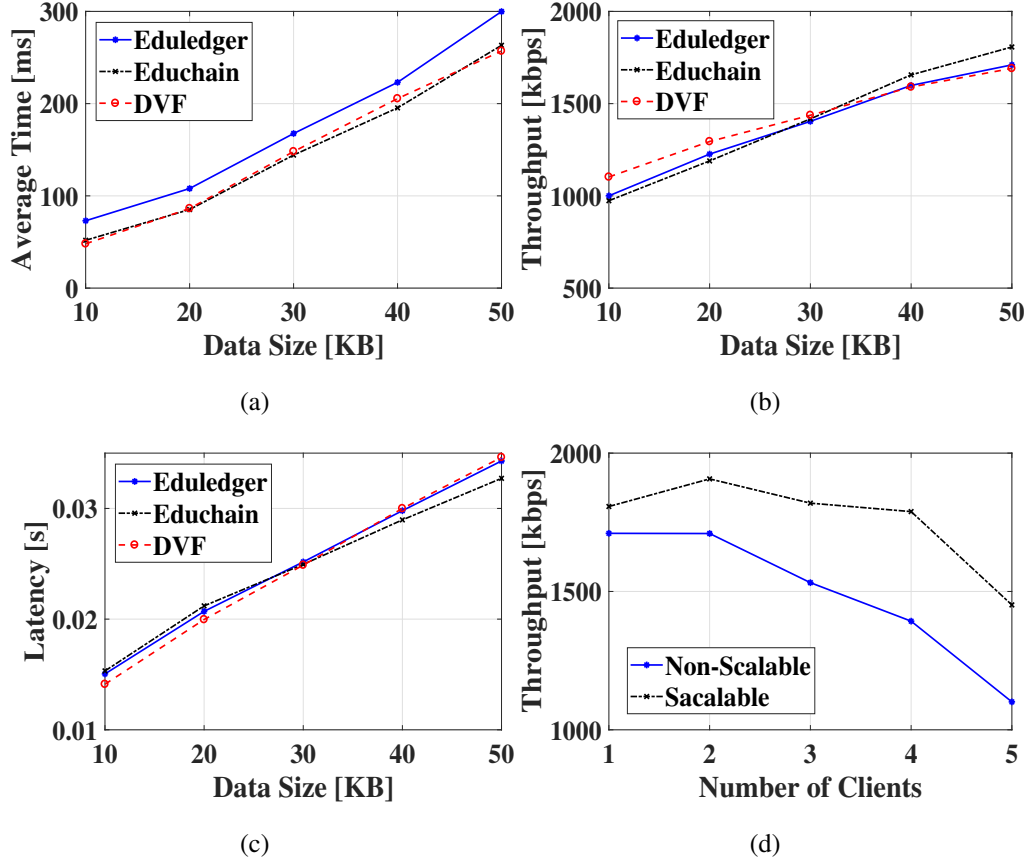 300
200
100
0
Average Time [ms]
Eduledger
Educhain
DVF
10 20 30 40 50
Data Size [KB]
(a)
2000
1500
1000
500
Throughput [kbps]
Eduledger
Educhain
DVF
10 20 30 40 50
Data Size [KB]
(b)
0.03
0.02
0.01
Latency [s]
Eduledger
Educhain
DVF
10 20 30 40 50
Data Size [KB]
(c)
2000
1500
1000
Throughput [kbps]
Non-Scalable
Sacalable
1 2 3 4 5
Number of Clients
(d)